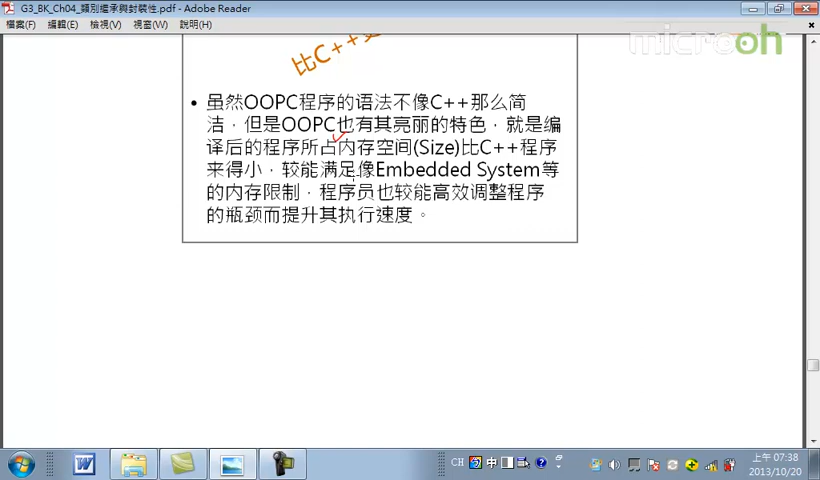 G3_BK_Ch04_類別繼承與封裝性.pdf - Adobe Reader
檔案(F) 編輯(E) 檢視(V) 視窗(W) 說明(H)
microoh
比C++更
• 虽然OOPC程序的语法不像C++那么简
洁，但是OOPC也有其亮丽的特色，就是编
译后的程序所占内存空间(Size)比C++程序
来得小，较能满足像Embedded System等
的内存限制，程序员也较能高效调整程序
的瓶颈而提升其执行速度。
CH 中
上午 07:38
2013/10/20